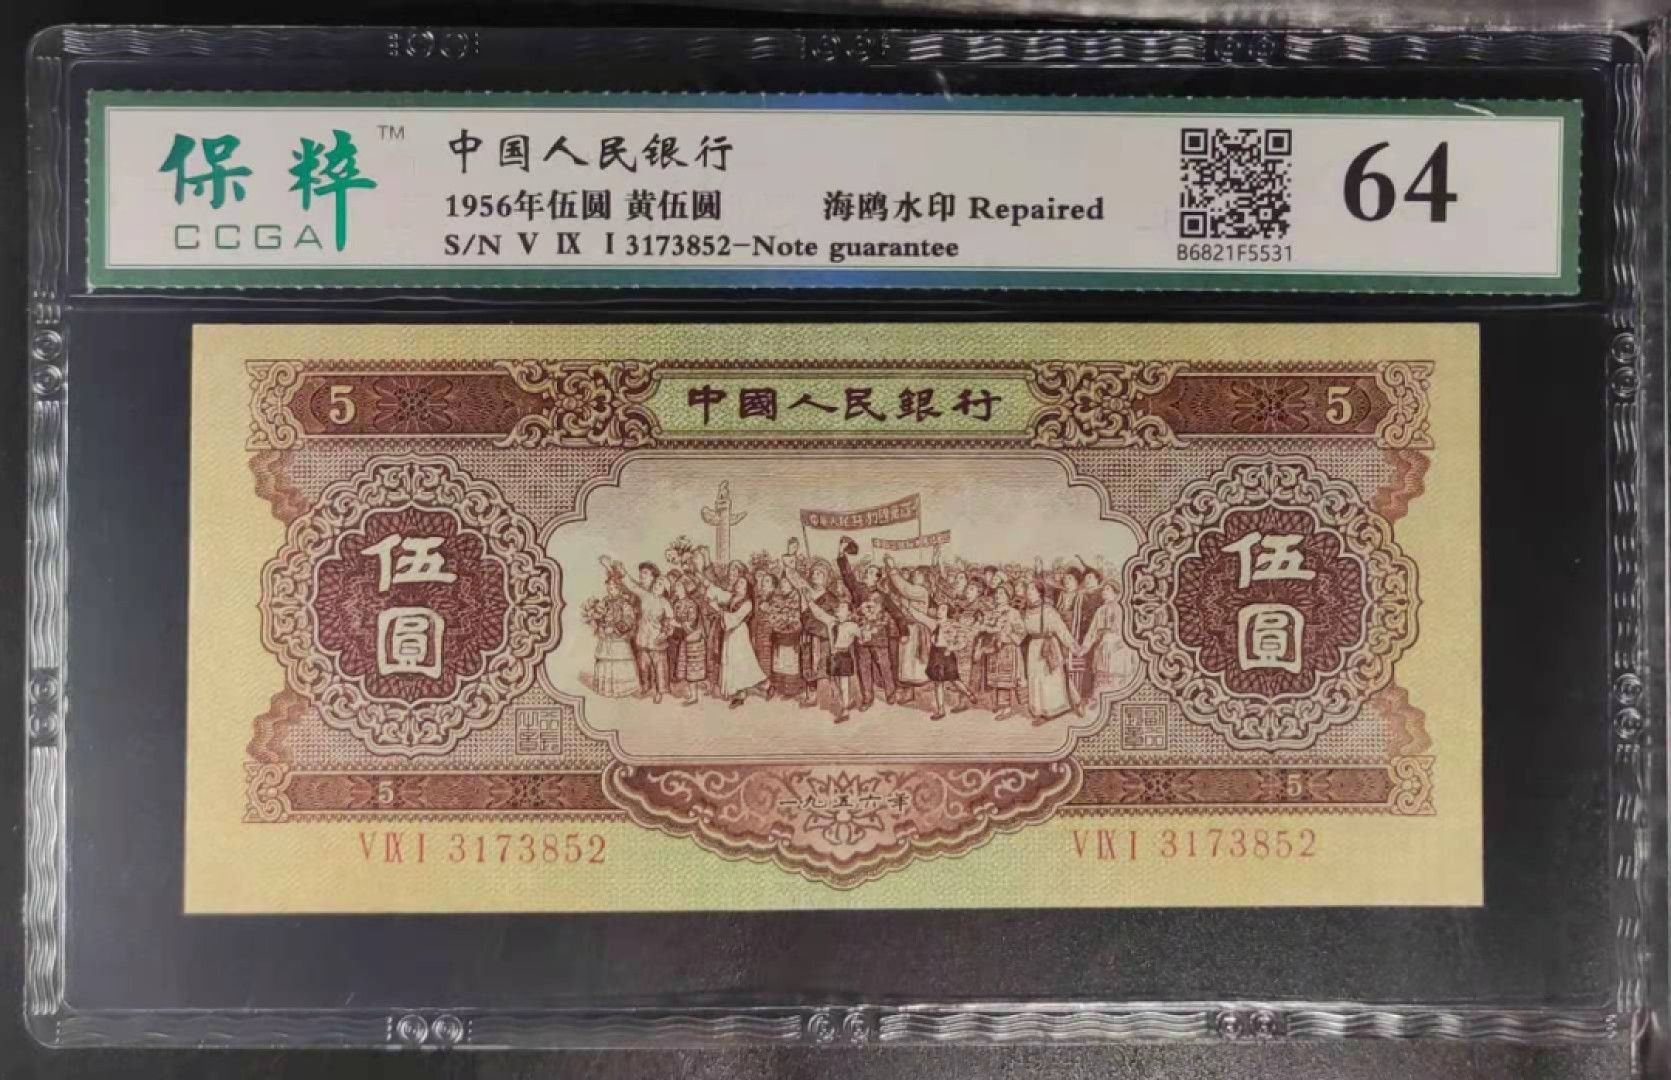 保粹™
CCGA
中国人民银行
1956年伍圆 黄伍圆 海鸥水印 Repaired
S/N V IX I 3173852-Note guarantee
B6821F5531
64
5 中國人民銀行 5
伍圓 伍圓
5 一九五六年 5
V IX I 3173852 V IX I 3173852